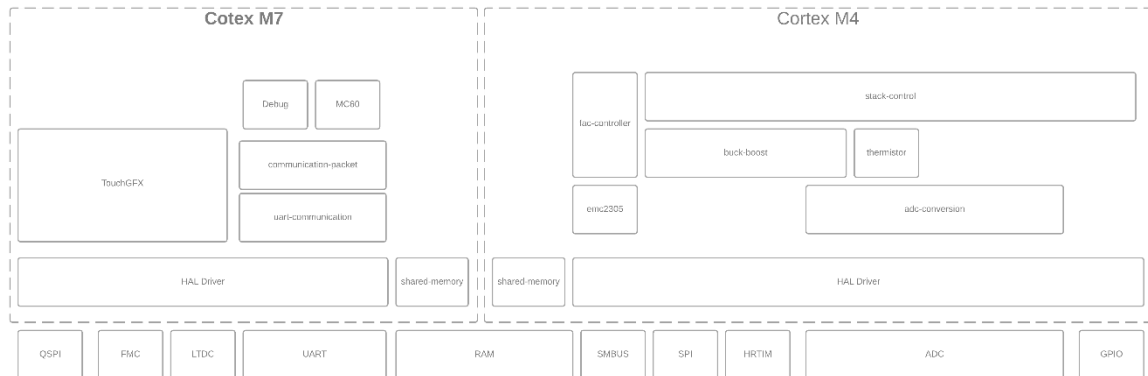 Cotex M7
Cortex M4
Debug
MC60
TouchGFX
communication-packet
uart-communication
HAL Driver
shared-memory
fac-controller
stack-control
buck-boost
thermistor
emc2305
adc-conversion
shared-memory
HAL Driver
QSPI
FMC
LTDC
UART
RAM
SMBUS
SPI
HRTIM
ADC
GPIO